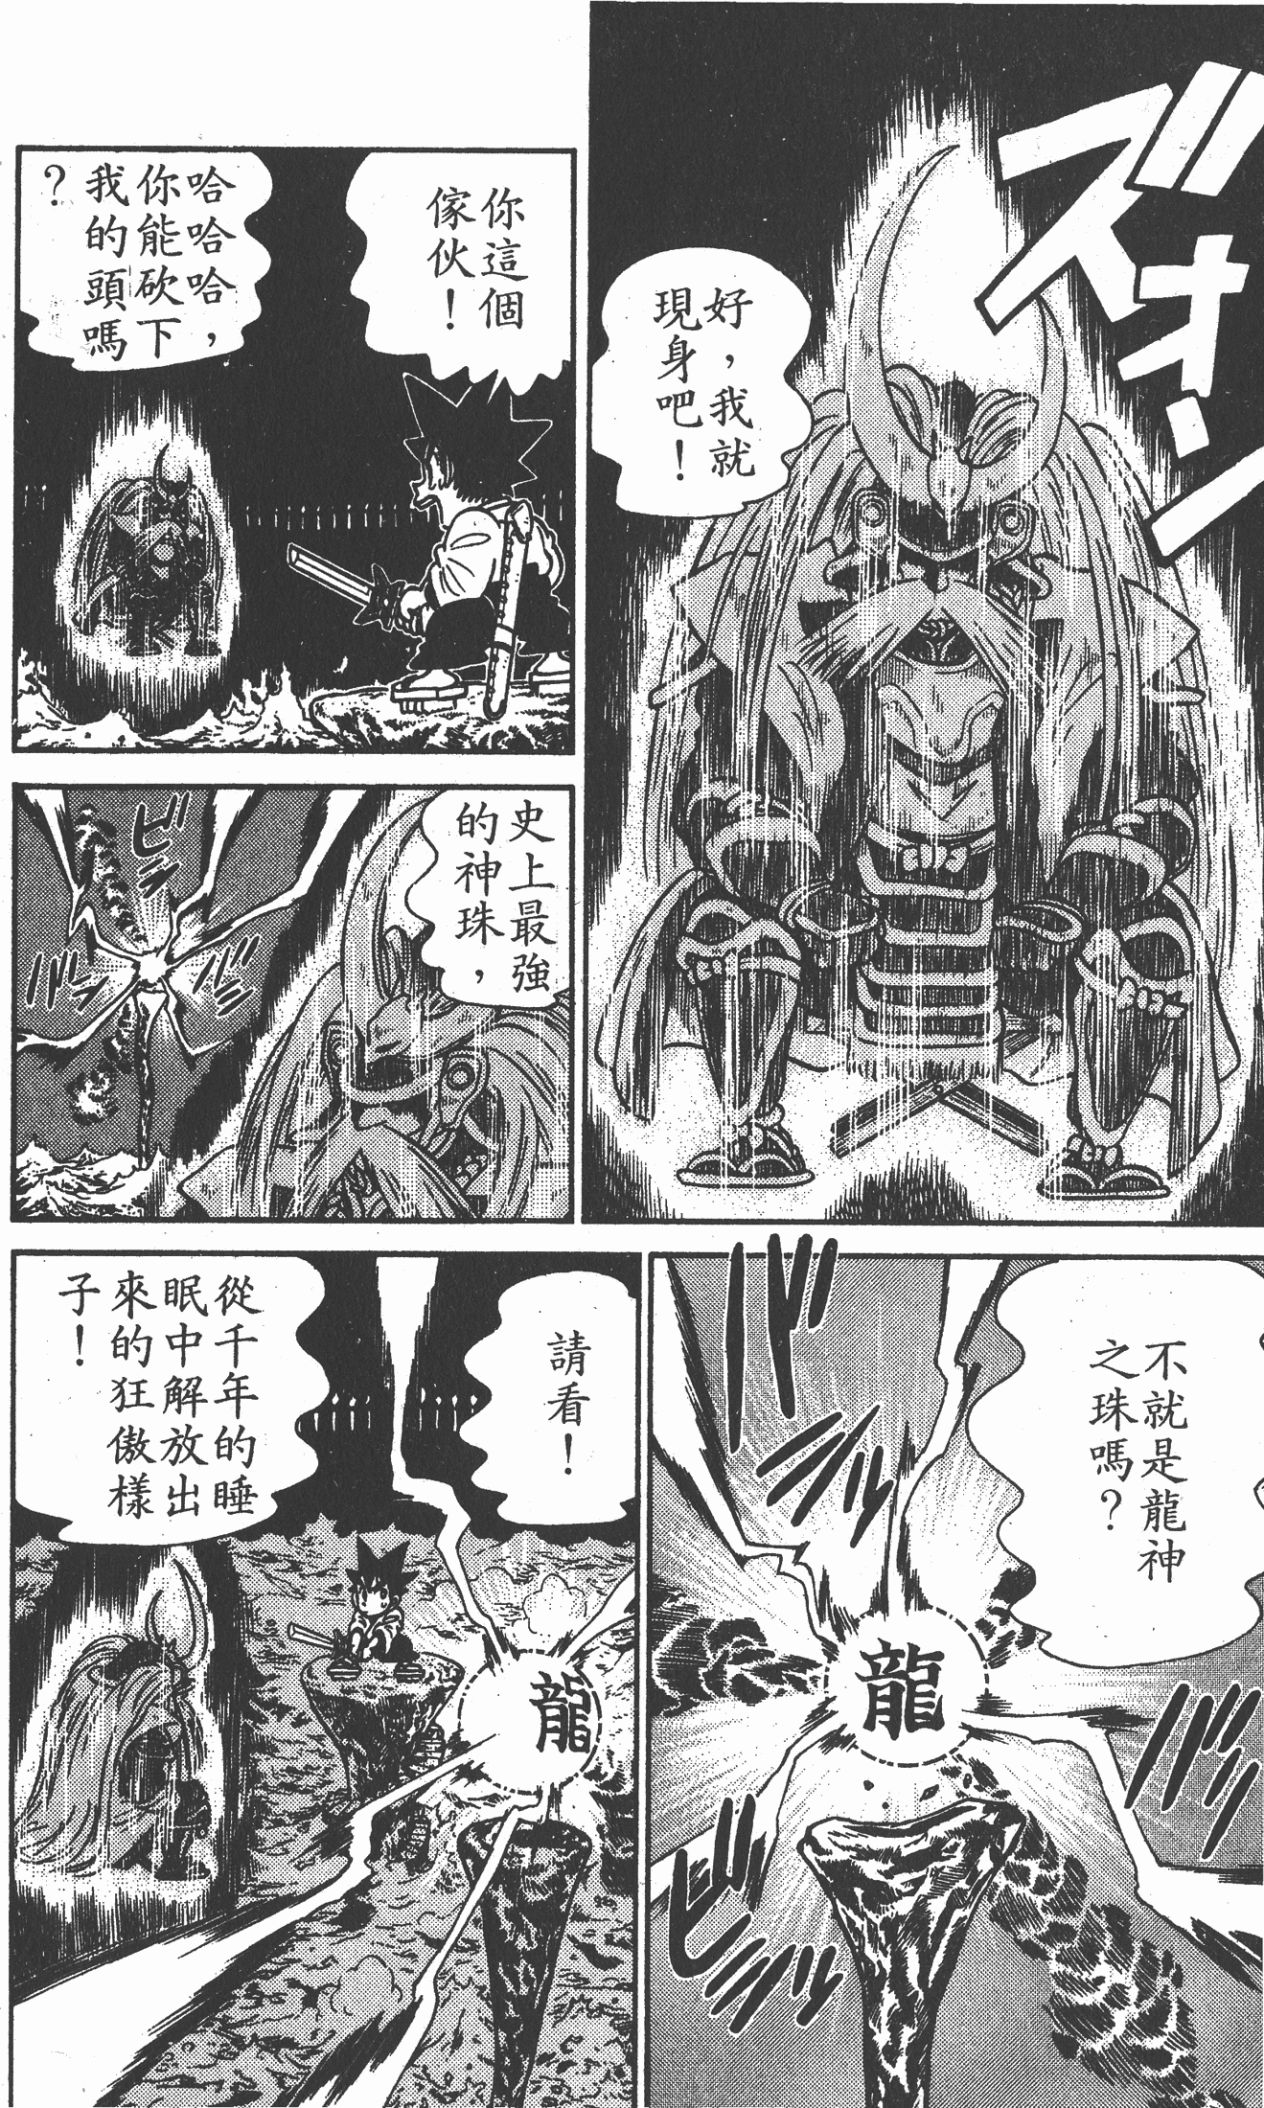 ズオン
好，我就
現身吧！
你這個
傢伙！
哈哈哈，
你能砍下
我的頭嗎
？
史上最強
的神珠，
ビシ
不就是龍神
之珠嗎？
龍
請看！
龍
從千年的睡
眠中解放出
來的狂傲樣
子！